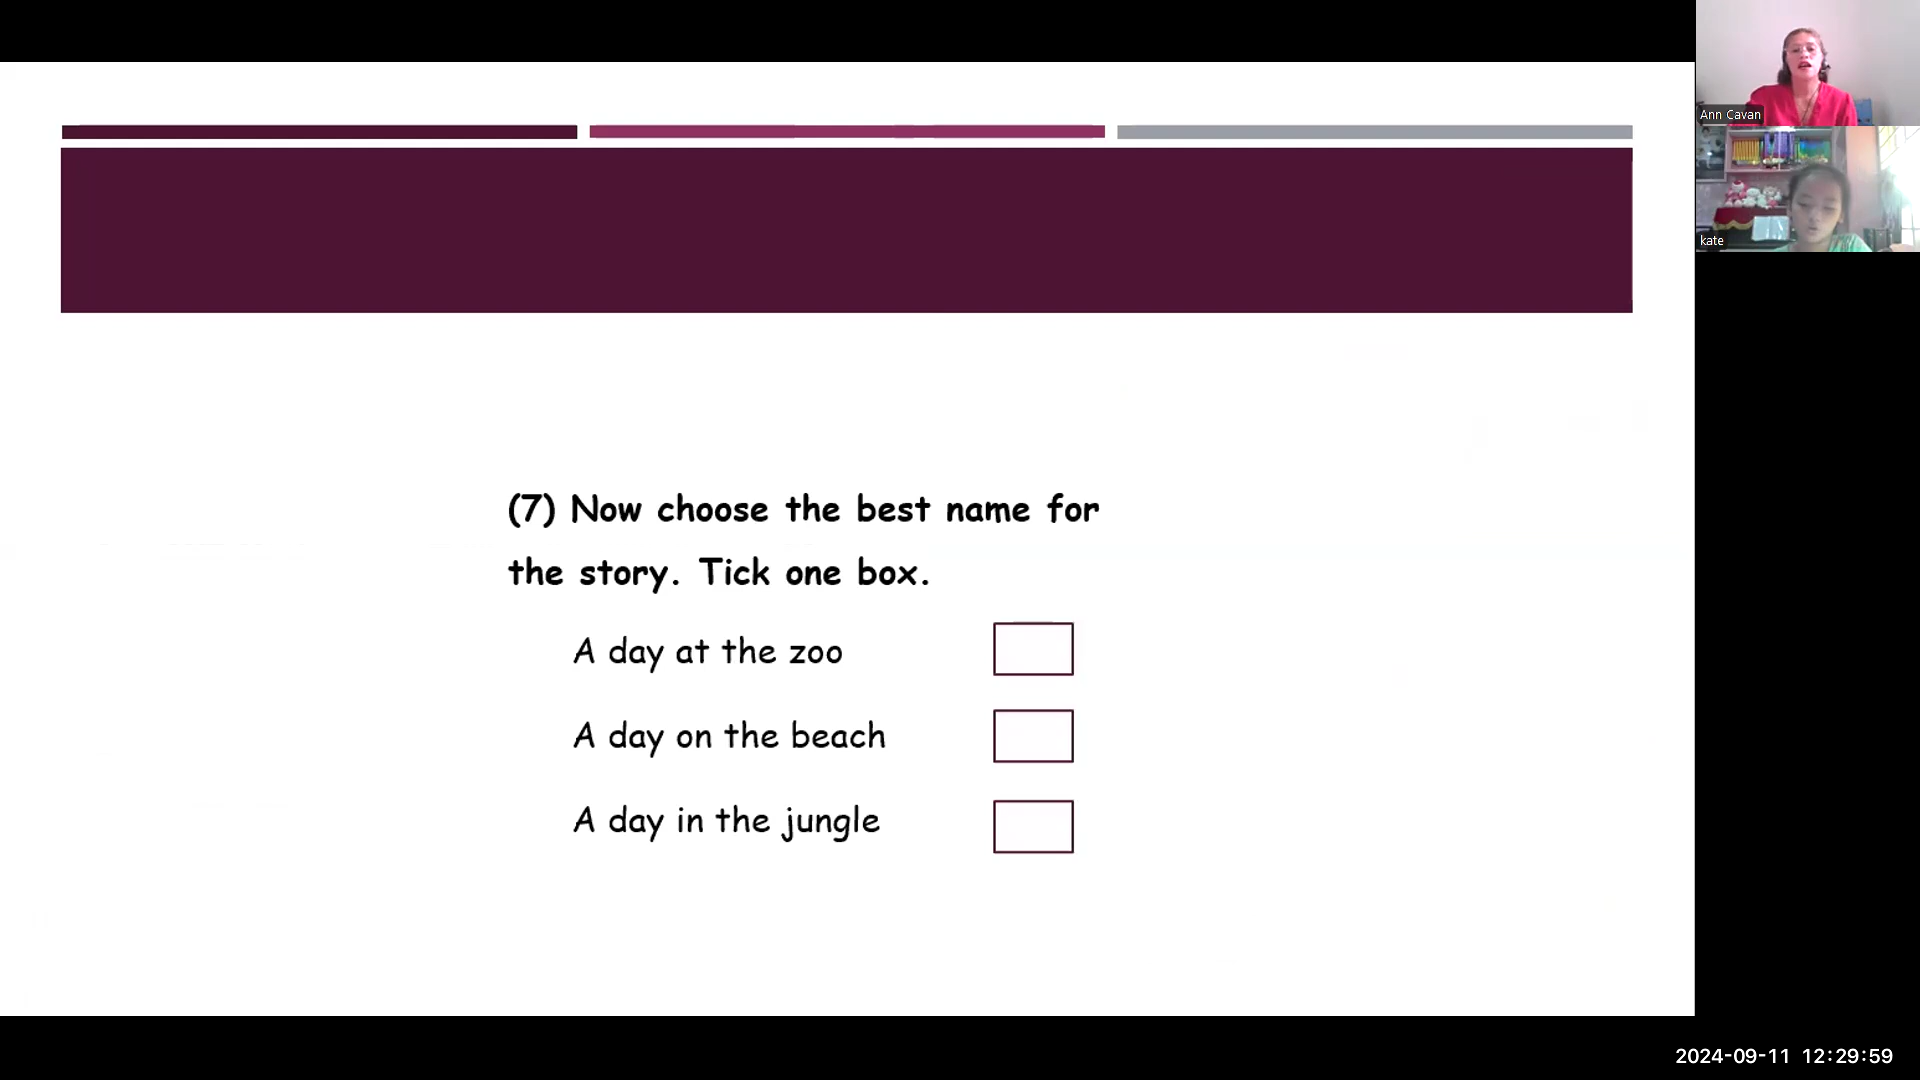 Ann Cavan
kate
(7) Now choose the best name for
the story. Tick one box.
A day at the zoo
A day on the beach
A day in the jungle
2024-09-11 12:29:59